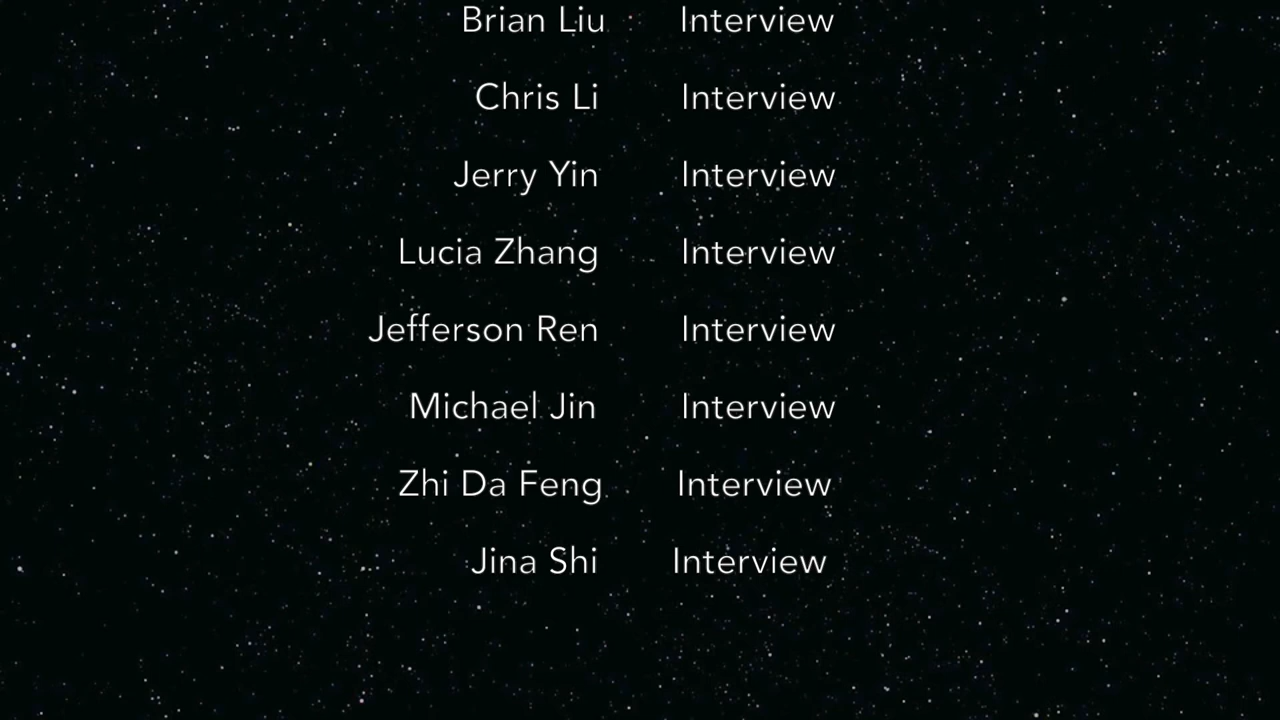 Brian Liu Interview
Chris Li Interview
Jerry Yin Interview
Lucia Zhang Interview
Jefferson Ren Interview
Michael Jin Interview
Zhi Da Feng Interview
Jina Shi Interview